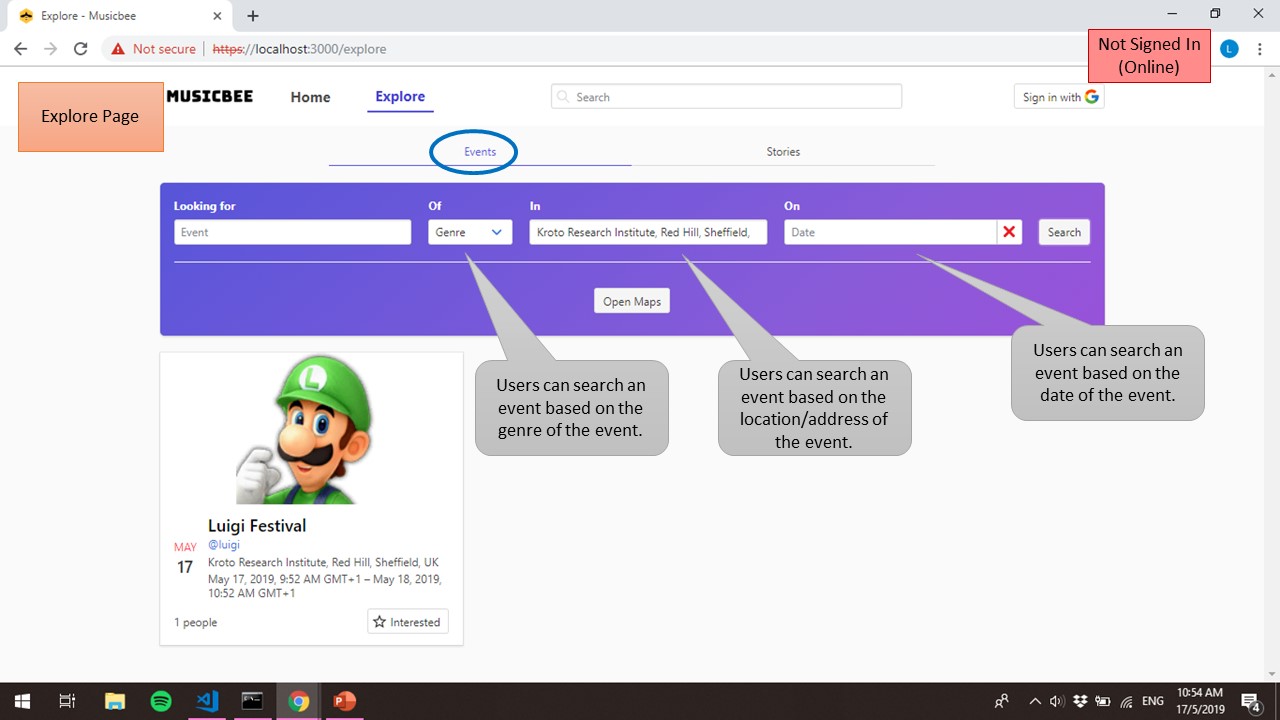 Explore - Musicbee
Not secure
https://localhost:3000/explore
Not Signed In
(Online)
L
Explore Page
MUSICBEE
Home
Explore
Search
Sign in with G
Events
Stories
Looking for
Of
In
On
Event
Genre
Kroto Research Institute, Red Hill, Sheffield,
Date
Search
Open Maps
Users can search an
event based on the
genre of the event.
Users can search an
event based on the
location/address of
the event.
Users can search an
event based on the
date of the event.
L
Luigi Festival
@luigi
MAY
17
Kroto Research Institute, Red Hill, Sheffield, UK
May 17, 2019, 9:52 AM GMT+1 – May 18, 2019,
10:52 AM GMT+1
1 people
Interested
ENG
10:54 AM
17/5/2019
4